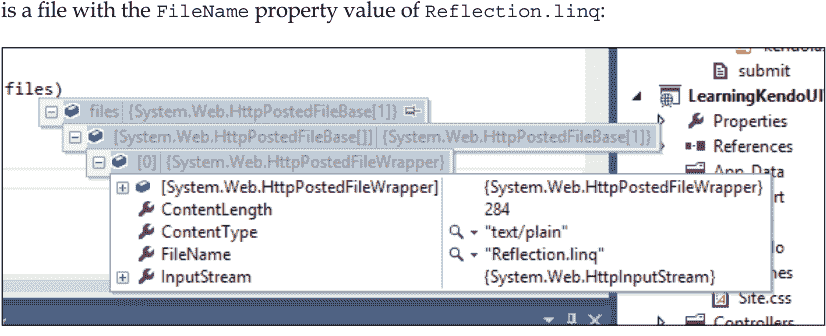 is a file with the FileName property value of Reflection.linq:
files)
submit
files {System.Web.HttpPostedFileBase[1]}
LearningKendoUI
[System.Web.HttpPostedFileBase[]] {System.Web.HttpPostedFileBase[1]}
Properties
[0] {System.Web.HttpPostedFileWrapper}
References
App_Data
[System.Web.HttpPostedFileWrapper] {System.Web.HttpPostedFileWrapper}
ContentLength 284
ContentType "text/plain"
FileName "Reflection.linq"
InputStream {System.Web.HttpInputStream}
Site.css
Controllers